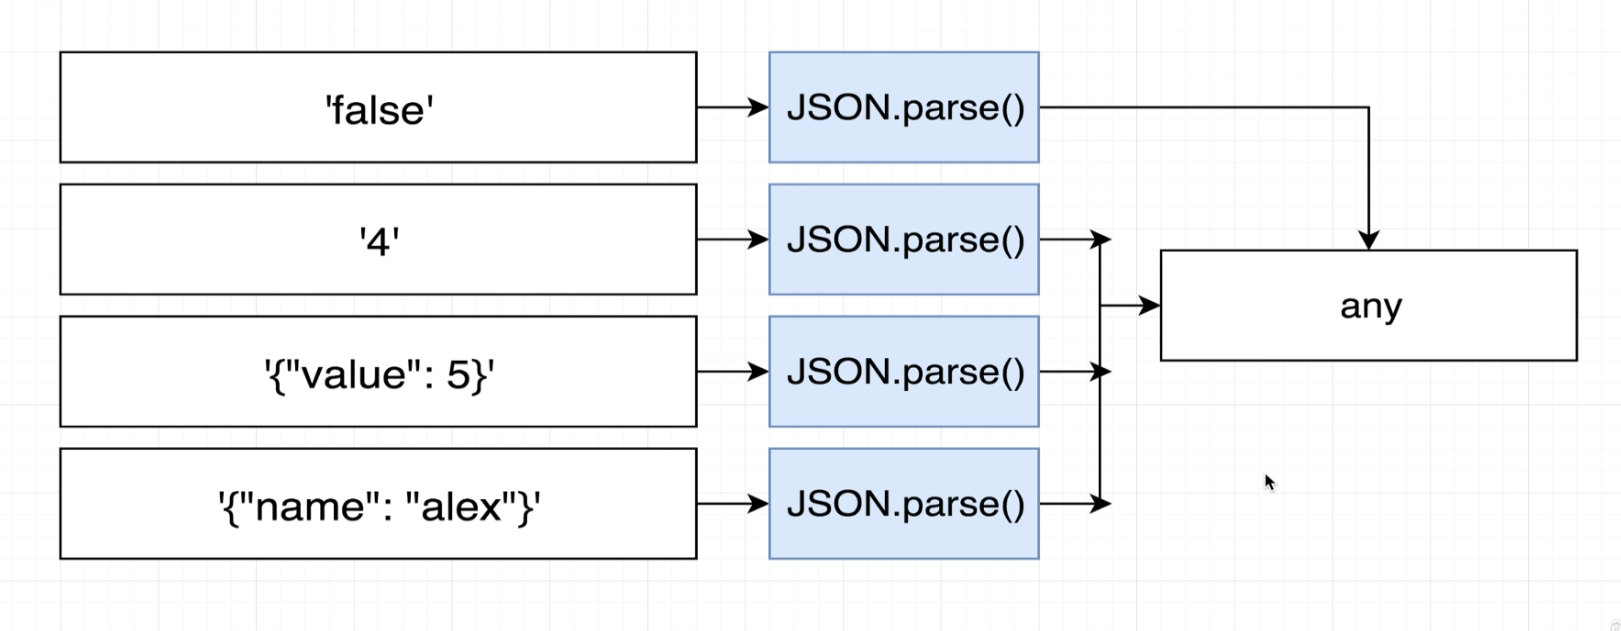 'false'
JSON.parse()
'4'
JSON.parse()
any
'{"value": 5}'
JSON.parse()
'{"name": "alex"}'
JSON.parse()